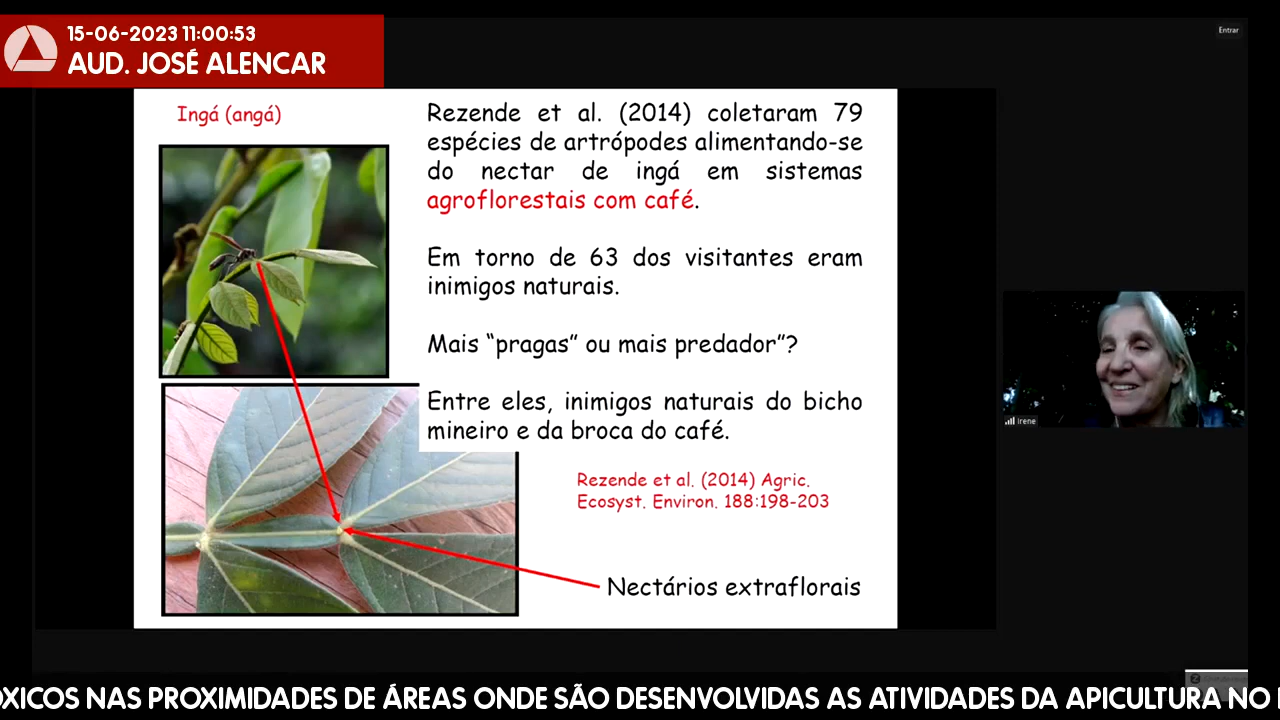 15-06-2023 11:00:53
AUD. JOSÉ ALENCAR
Entrar
Ingá (angá)
Rezende et al. (2014) coletaram 79
espécies de artrópodes alimentando-se
do nectar de ingá em sistemas
agroflorestais com café.
Em torno de 63 dos visitantes eram
inimigos naturais.
Mais “pragas” ou mais predador”?
Entre eles, inimigos naturais do bicho
mineiro e da broca do café.
Rezende et al. (2014) Agric.
Ecosyst. Environ. 188:198-203
Nectários extraflorais
Irene
ÓXICOS NAS PROXIMIDADES DE ÁREAS ONDE SÃO DESENVOLVIDAS AS ATIVIDADES DA APICULTURA NO